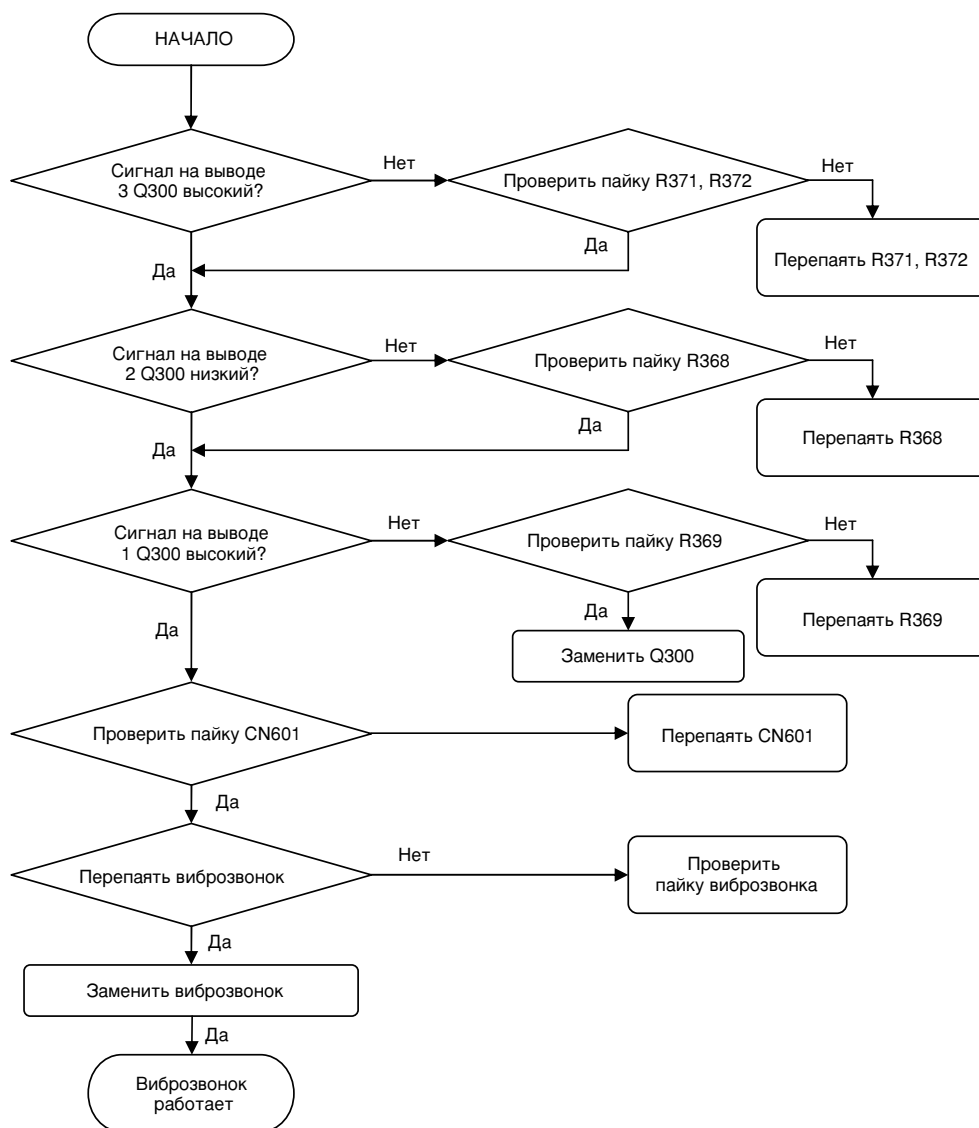 НАЧАЛО
Сигнал на выводе
3 Q300 высокий?
Нет
Проверить пайку R371, R372
Нет
Перепаять R371, R372
Да
Да
Сигнал на выводе
2 Q300 низкий?
Нет
Проверить пайку R368
Нет
Перепаять R368
Да
Да
Сигнал на выводе
1 Q300 высокий?
Нет
Проверить пайку R369
Нет
Перепаять R369
Да
Заменить Q300
Да
Проверить пайку CN601
Перепаять CN601
Да
Перепаять виброзвонок
Нет
Проверить
пайку виброзвонка
Да
Заменить виброзвонок
Да
Виброзвонок
работает